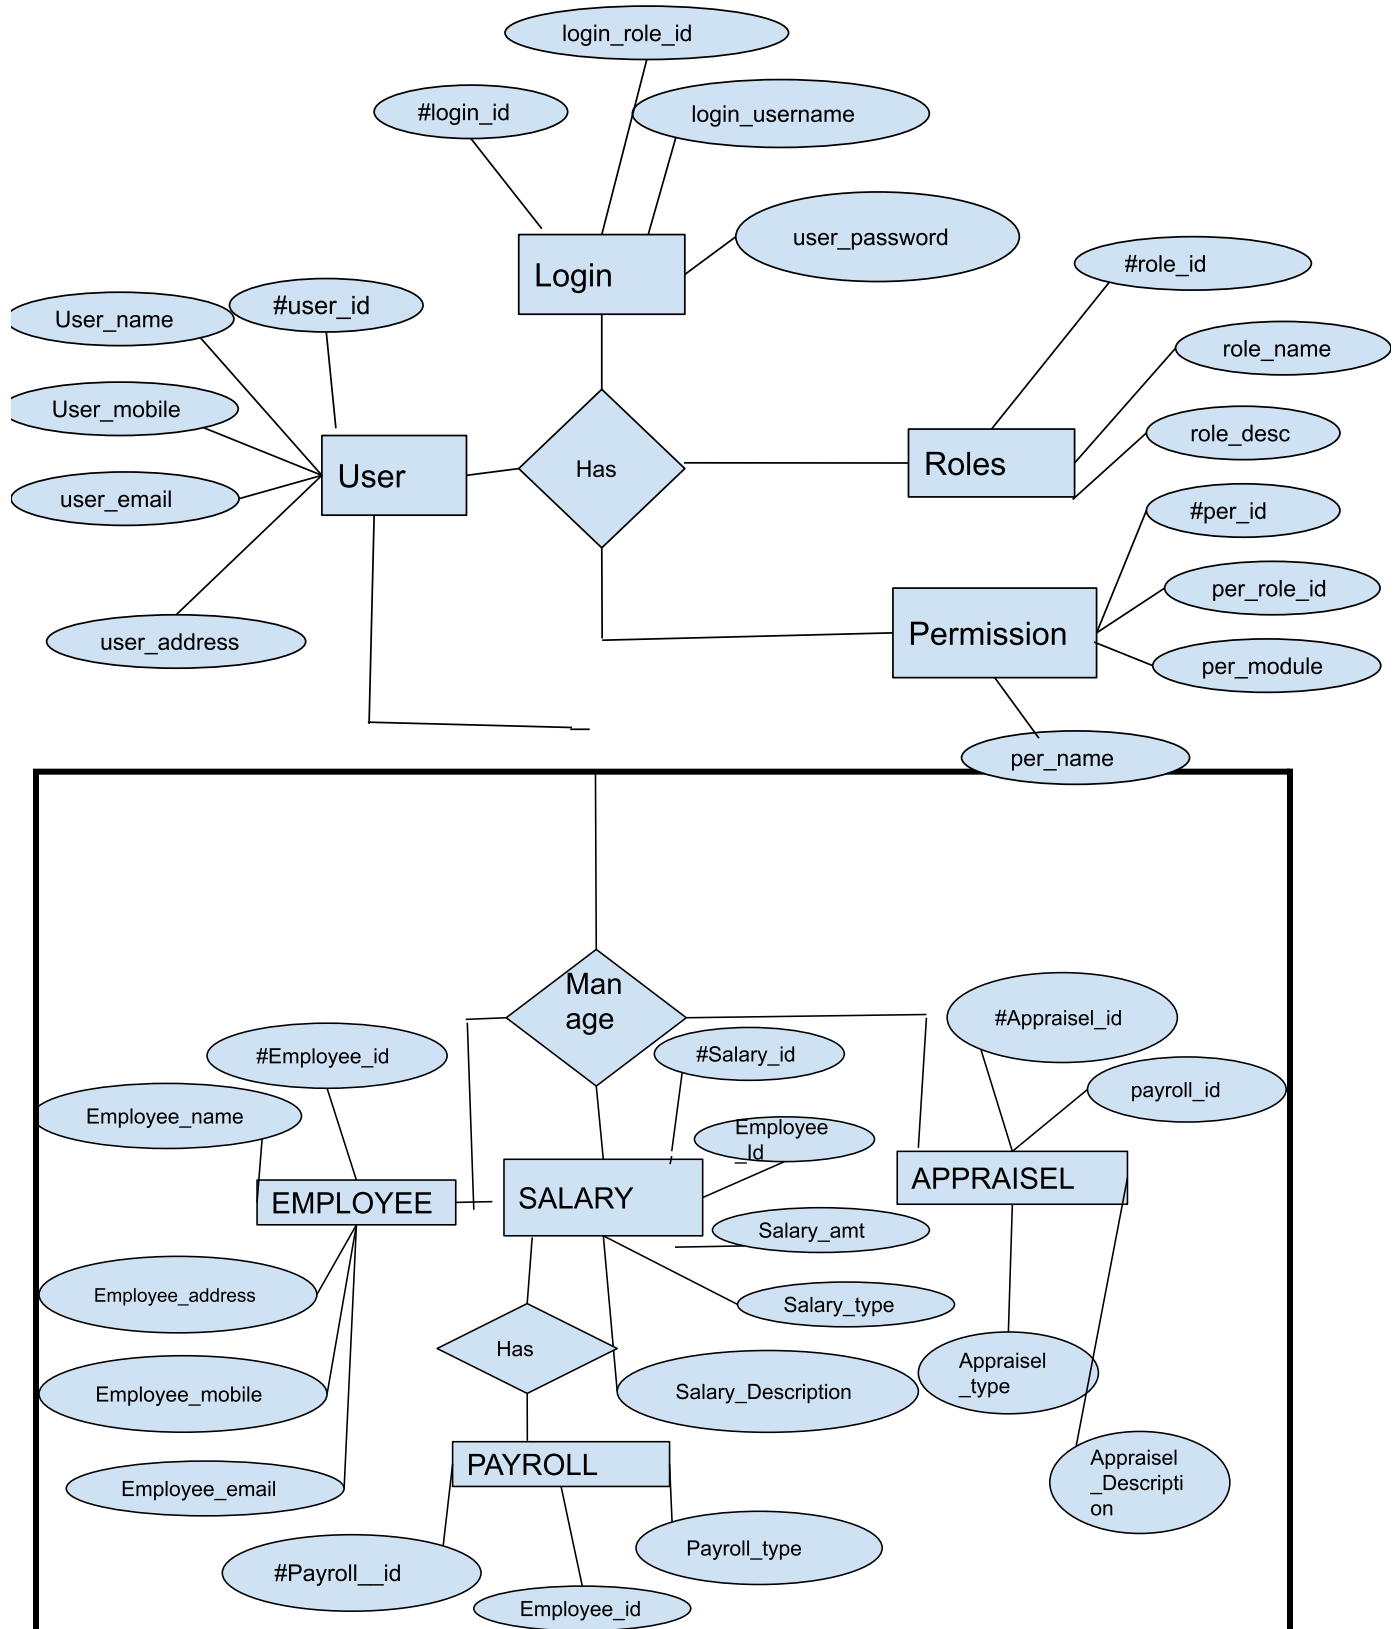 login_role_id
#login_id
login_username
user_password
Login
#role_id
#user_id
User_name
role_name
User_mobile
role_desc
Has
Roles
User
user_email
#per_id
per_role_id
Permission
user_address
per_module
per_name
Man
age
#Appraisel_id
#Employee_id
#Salary_id
payroll_id
Employee_name
Employee
_Id
APPRAISEL
SALARY
EMPLOYEE
Salary_amt
Employee_address
Salary_type
Has
Appraisel
_type
Employee_mobile
Salary_Description
PAYROLL
Appraisel
_Descripti
on
Employee_email
Payroll_type
#Payroll__id
Employee_id